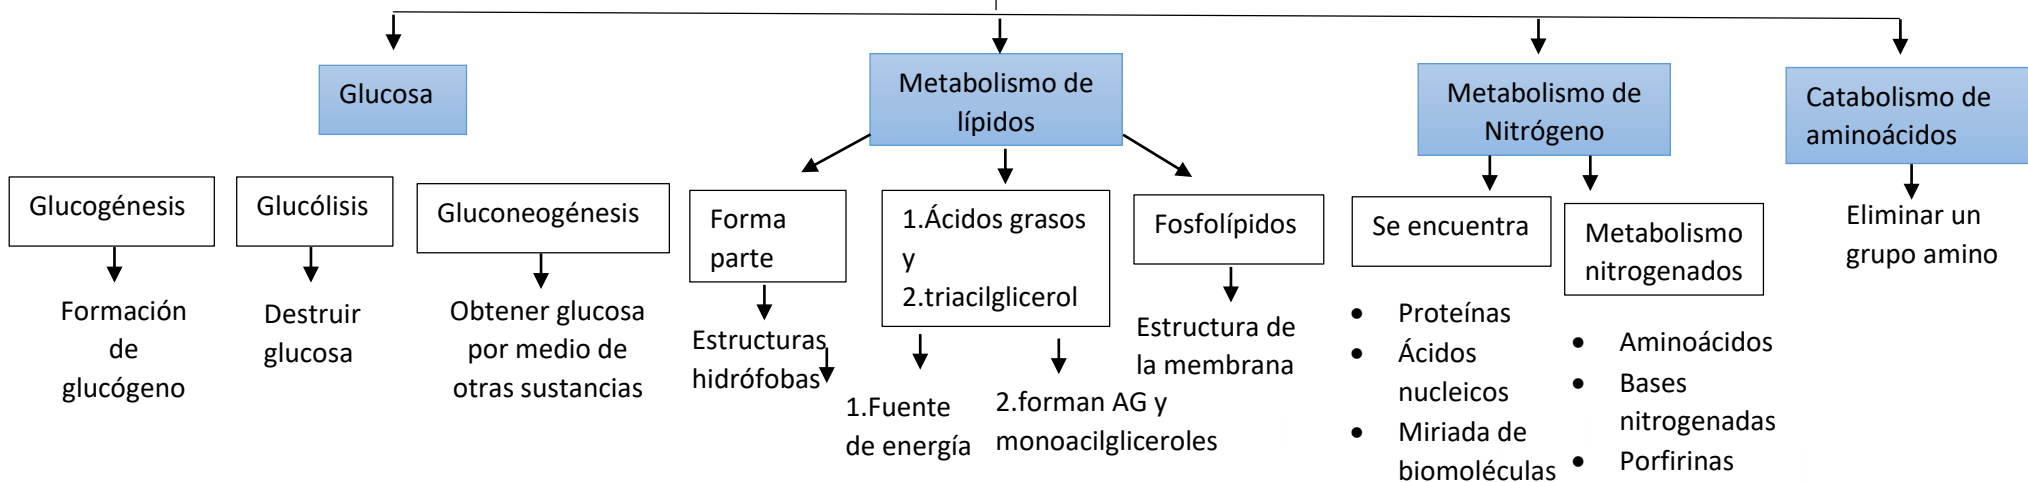 Glucosa
Metabolismo de
lípidos
Metabolismo de
Nitrógeno
Catabolismo de
aminoácidos
Glucogénesis
Glucólisis
Gluconeogénesis
Forma
parte
1.Ácidos grasos
y
2.triacilglicerol
Fosfolípidos
Se encuentra
Metabolismo
nitrogenados
Eliminar un
grupo amino
Formación
de
glucógeno
Destruir
glucosa
Obtener glucosa
por medio de
otras sustancias
Estructuras
hidrófobas
1.Fuente
de energía
2.forman AG y
monoacilgliceroles
Estructura de
la membrana
• Proteínas
• Ácidos
nucleicos
• Miriada de
biomoléculas
• Aminoácidos
• Bases
nitrogenadas
• Porfirinas